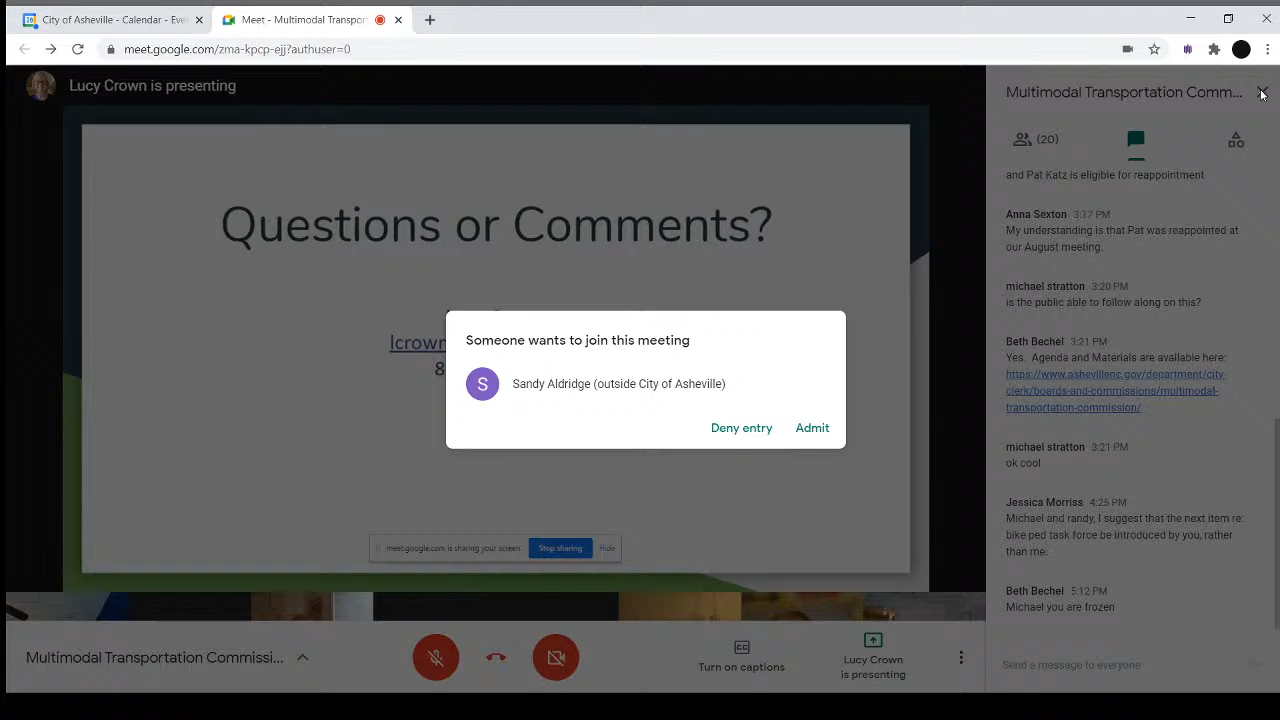 City of Asheville - Calendar - Eve
Meet - Multimodal Transpor
meet.google.com/zma-kpcp-ejj?authuser=0
Lucy Crown is presenting
Questions or Comments?
lcrow
8
Someone wants to join this meeting
S
Sandy Aldridge (outside City of Asheville)
Deny entry
Admit
meet.google.com is sharing your screen.
Stop sharing
Hide
Multimodal Transportation Comm...
(20)
and Pat Katz is eligible for reappointment
Anna Sexton 3:17 PM
My understanding is that Pat was reappointed at
our August meeting.
michael stratton 3:20 PM
is the public able to follow along on this?
Beth Bechel 3:21 PM
Yes. Agenda and Materials are available here:
https://www.ashevillenc.gov/department/city-
clerk/boards-and-commissions/multimodal-
transportation-commission/
michael stratton 3:21 PM
ok cool
Jessica Morriss 4:25 PM
Michael and randy, I suggest that the next item re:
bike ped task force be introduced by you, rather
than me.
Beth Bechel 5:12 PM
Michael you are frozen
Send a message to everyone
Multimodal Transportation Commissi...
CC
Turn on captions
Lucy Crown
is presenting